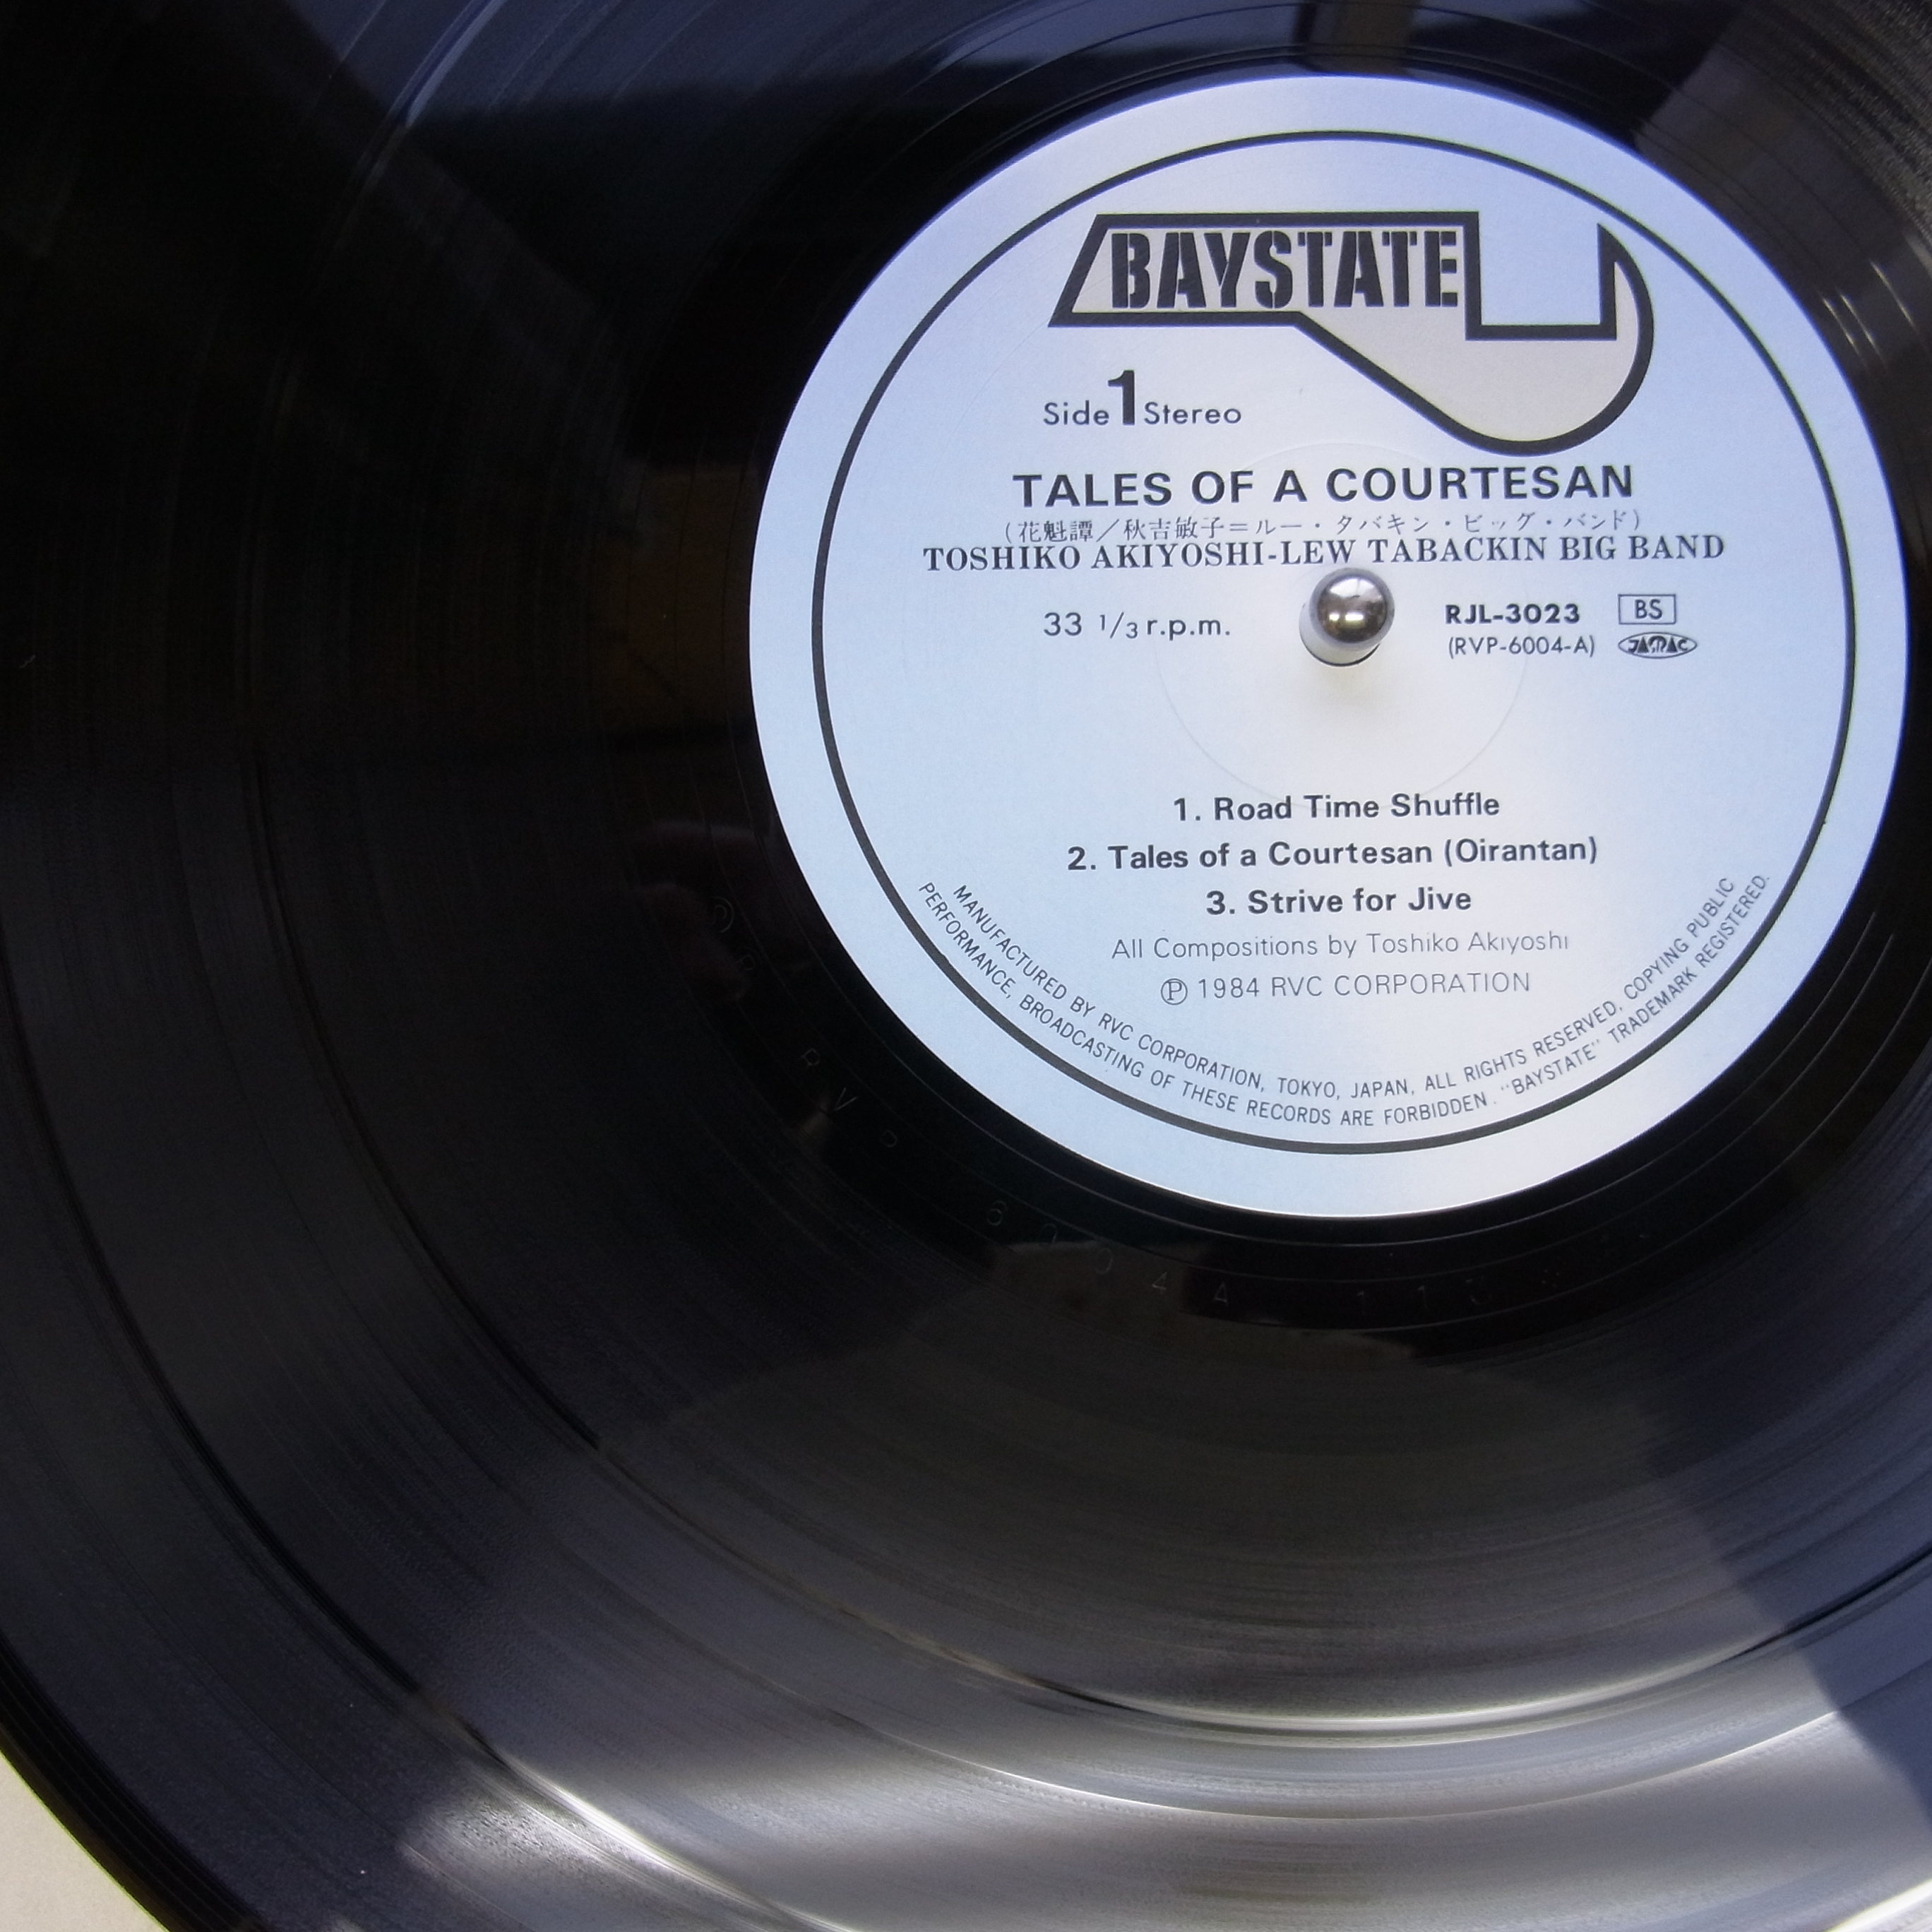 BAYSTATE
Side 1 Stereo
TALES OF A COURTESAN
(花魁譚／秋吉敏子＝ルー・タバキン・ビッグ・バンド)
TOSHIKO AKIYOSHI-LEW TABACKIN BIG BAND
33 1/3 r.p.m.
RJL-3023 BS
(RVP-6004-A) JASRAC
1. Road Time Shuffle
2. Tales of a Courtesan (Oirantan)
3. Strive for Jive
All Compositions by Toshiko Akiyoshi
Ⓟ 1984 RVC CORPORATION
MANUFACTURED BY RVC CORPORATION, TOKYO, JAPAN, ALL RIGHTS RESERVED, COPYING PUBLIC
PERFORMANCE, BROADCASTING OF THESE RECORDS ARE FORBIDDEN. "BAYSTATE" TRADEMARK REGISTERED.
RVP 6004A